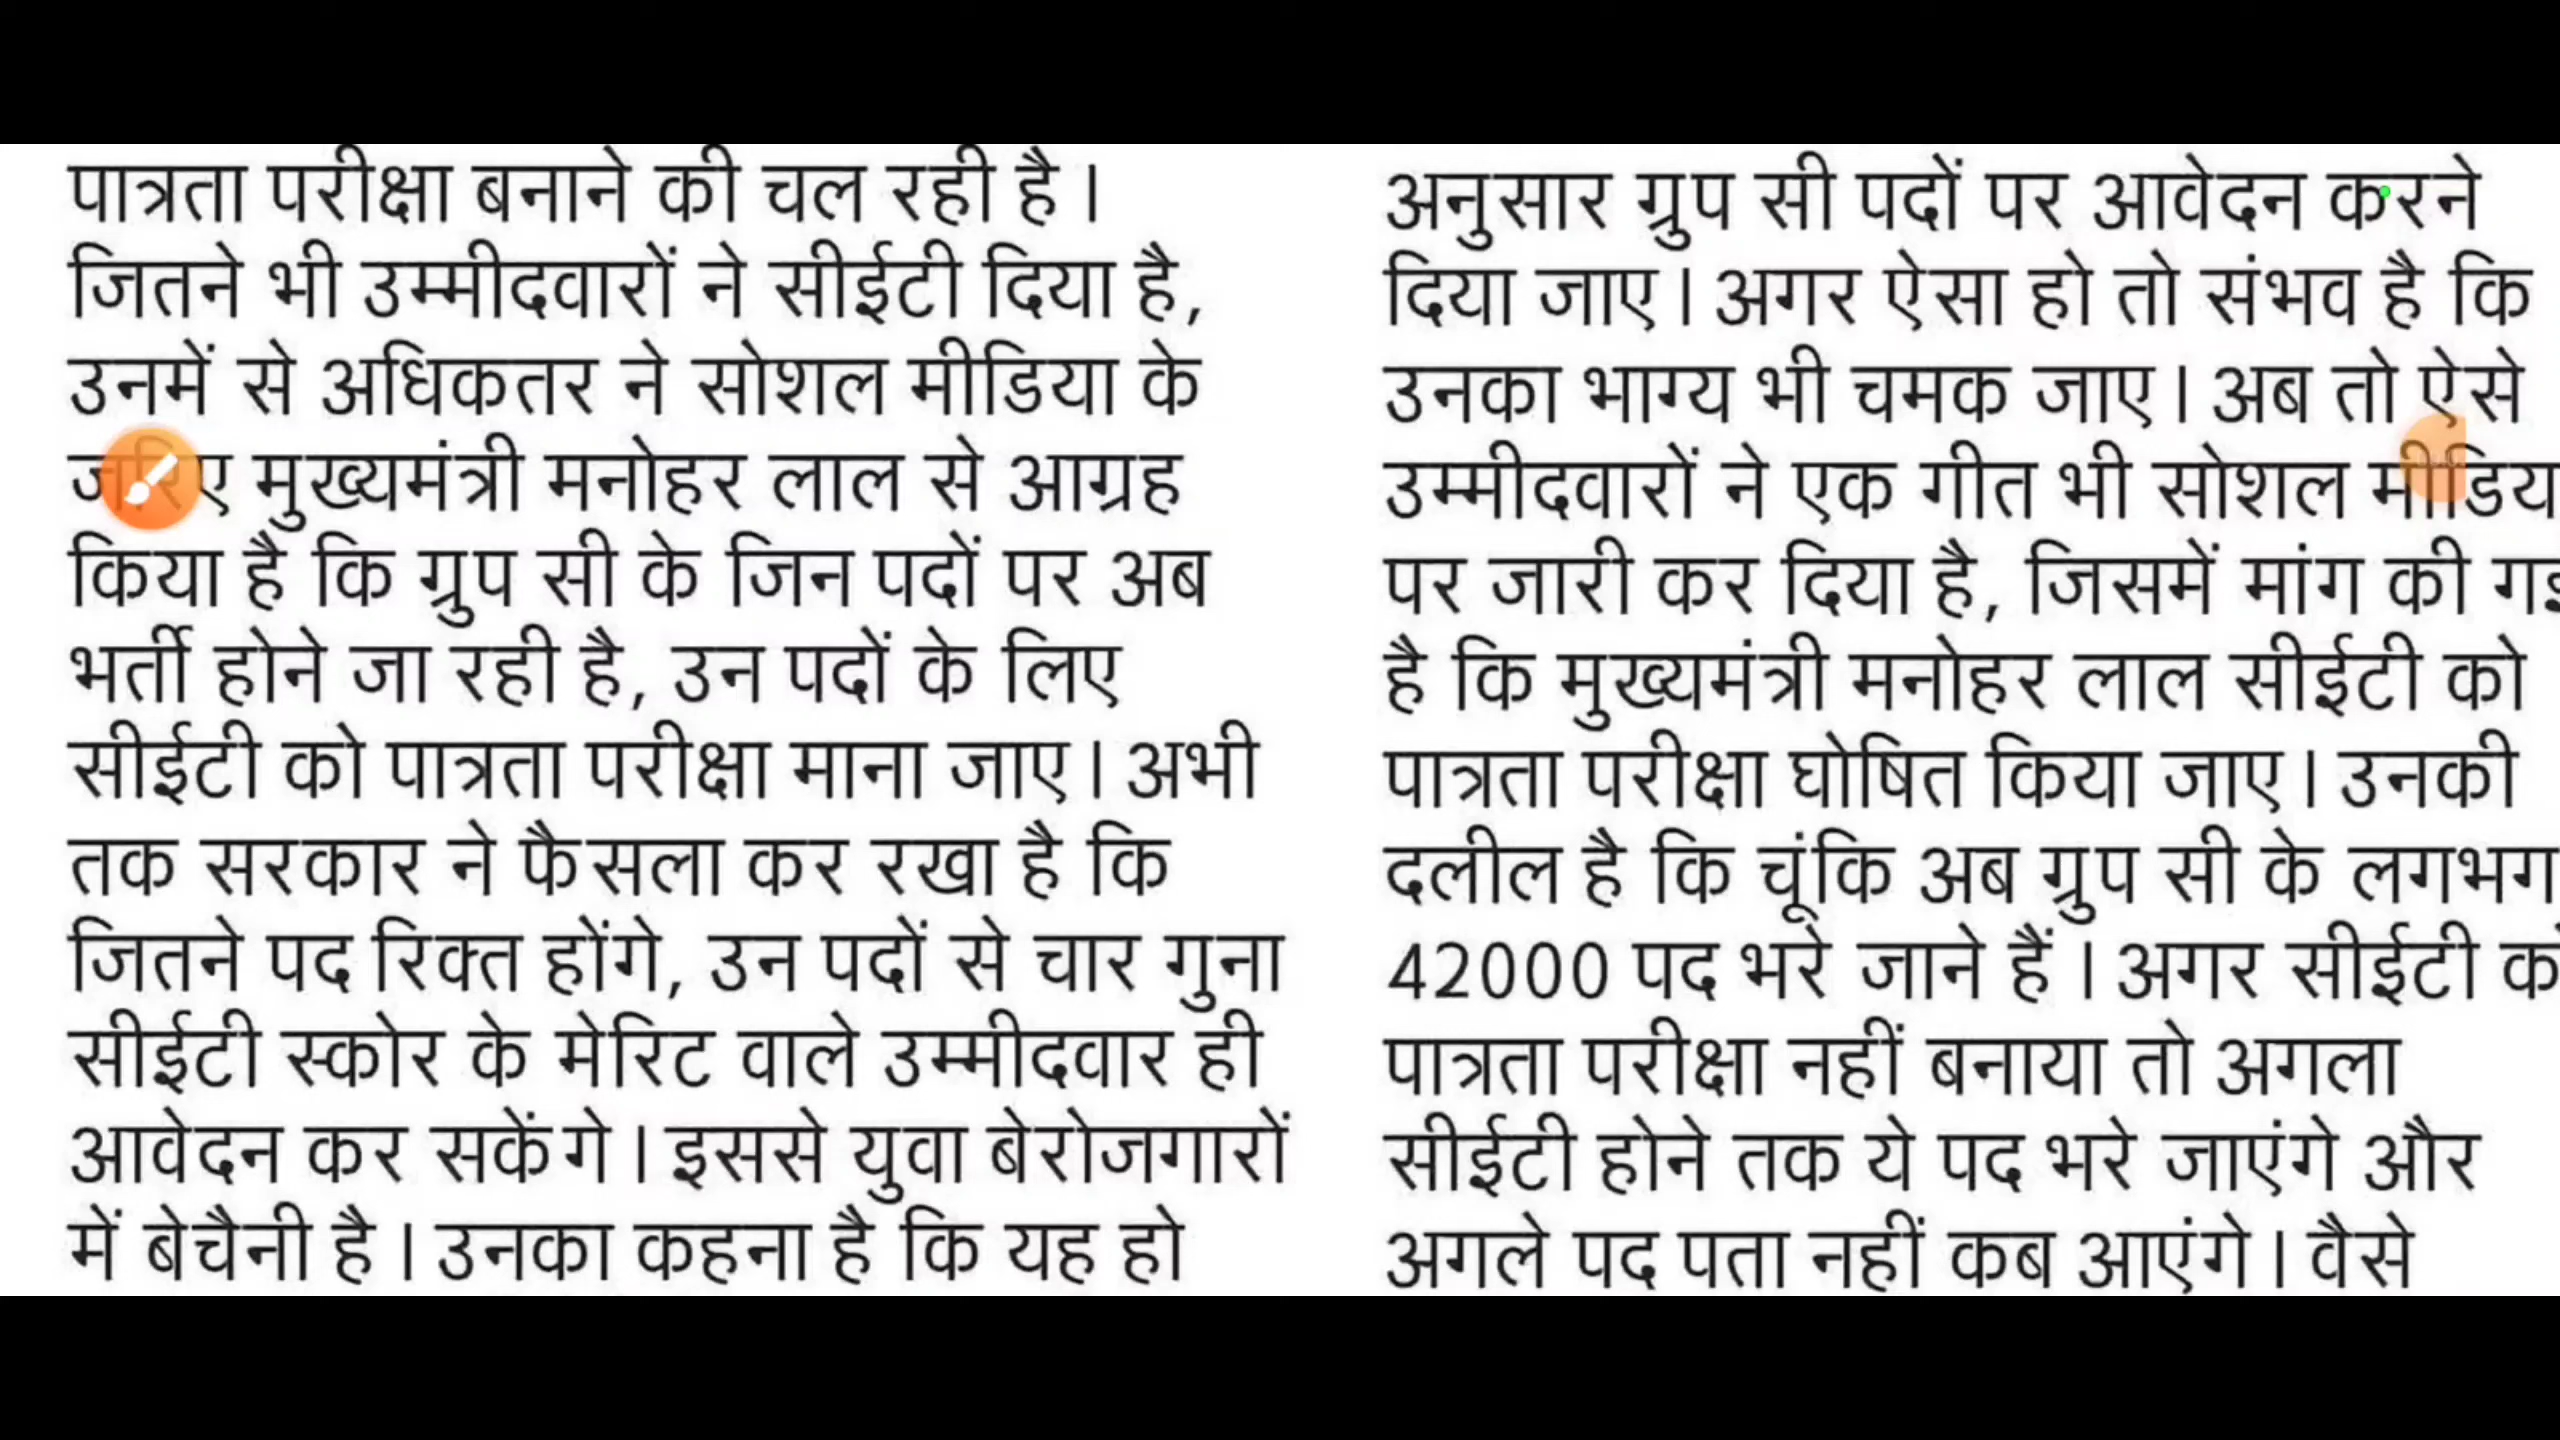 पात्रता परीक्षा बनाने की चल रही है।
जितने भी उम्मीदवारों ने सीईटी दिया है,
उनमें से अधिकतर ने सोशल मीडिया के
जरिए मुख्यमंत्री मनोहर लाल से आग्रह
किया है कि ग्रुप सी के जिन पदों पर अब
भर्ती होने जा रही है, उन पदों के लिए
सीईटी को पात्रता परीक्षा माना जाए। अभी
तक सरकार ने फैसला कर रखा है कि
जितने पद रिक्त होंगे, उन पदों से चार गुना
सीईटी स्कोर के मेरिट वाले उम्मीदवार ही
आवेदन कर सकेंगे। इससे युवा बेरोजगारों
में बेचैनी है। उनका कहना है कि यह हो
अनुसार ग्रुप सी पदों पर आवेदन करने
दिया जाए। अगर ऐसा हो तो संभव है कि
उनका भाग्य भी चमक जाए। अब तो ऐसे
उम्मीदवारों ने एक गीत भी सोशल मीडिय
पर जारी कर दिया है, जिसमें मांग की गई
है कि मुख्यमंत्री मनोहर लाल सीईटी को
पात्रता परीक्षा घोषित किया जाए। उनकी
दलील है कि चूंकि अब ग्रुप सी के लगभग
42000 पद भरे जाने हैं। अगर सीईटी को
पात्रता परीक्षा नहीं बनाया तो अगला
सीईटी होने तक ये पद भरे जाएंगे और
अगले पद पता नहीं कब आएंगे। वैसे